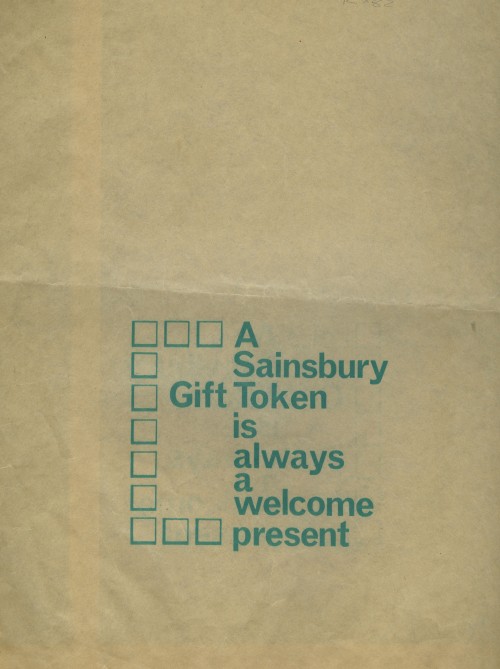 A
Sainsbury
Gift Token
is
always
a
welcome
present